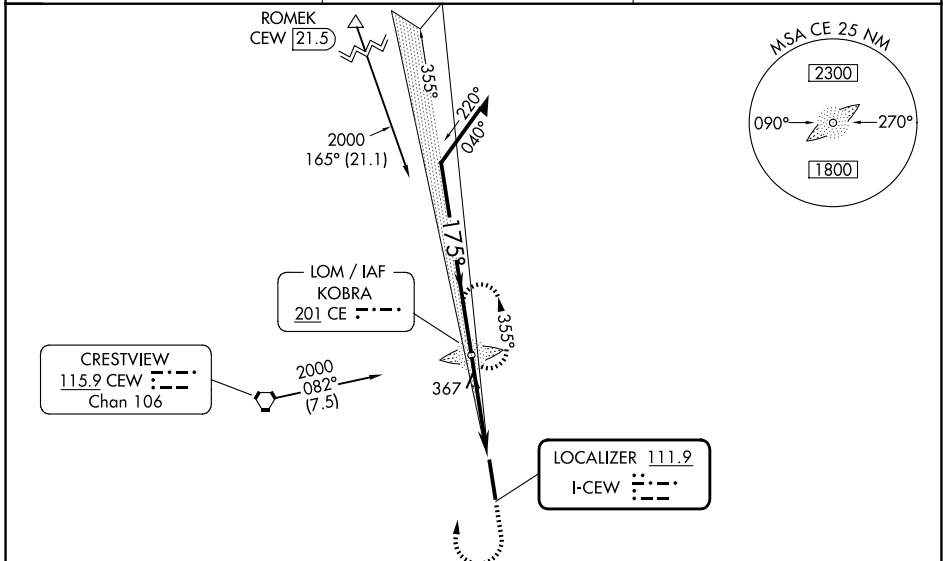 ROMEK
CEW 21.5
2000
165° (21.1)
355°
220°
040°
175°
MSA CE 25 NM
2300
090°
270°
1800
LOM / IAF
KOBRA
201 CE
355°
CRESTVIEW
115.9 CEW
Chan 106
2000
082°
(7.5)
367
LOCALIZER 111.9
I-CEW